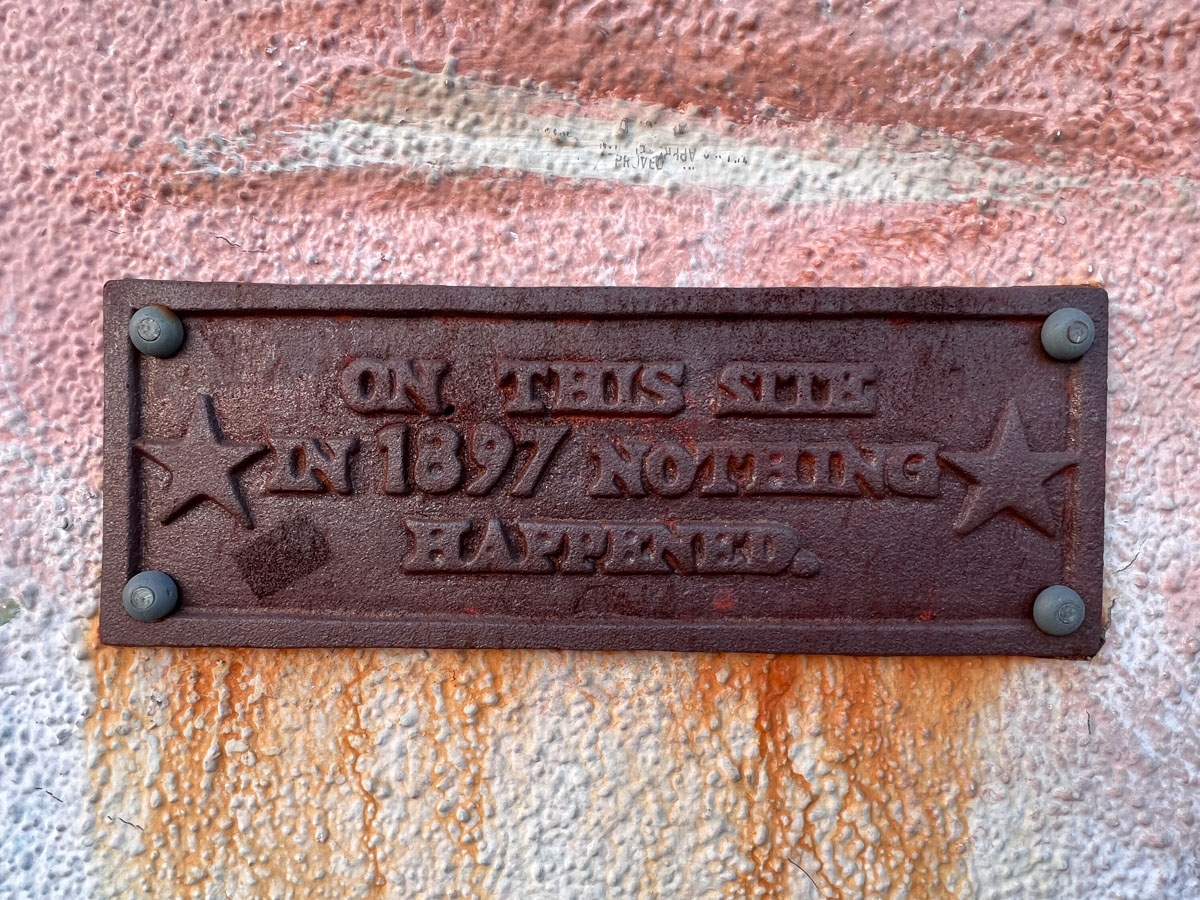 ON THIS SITE
IN 1897 NOTHING
HAPPENED.